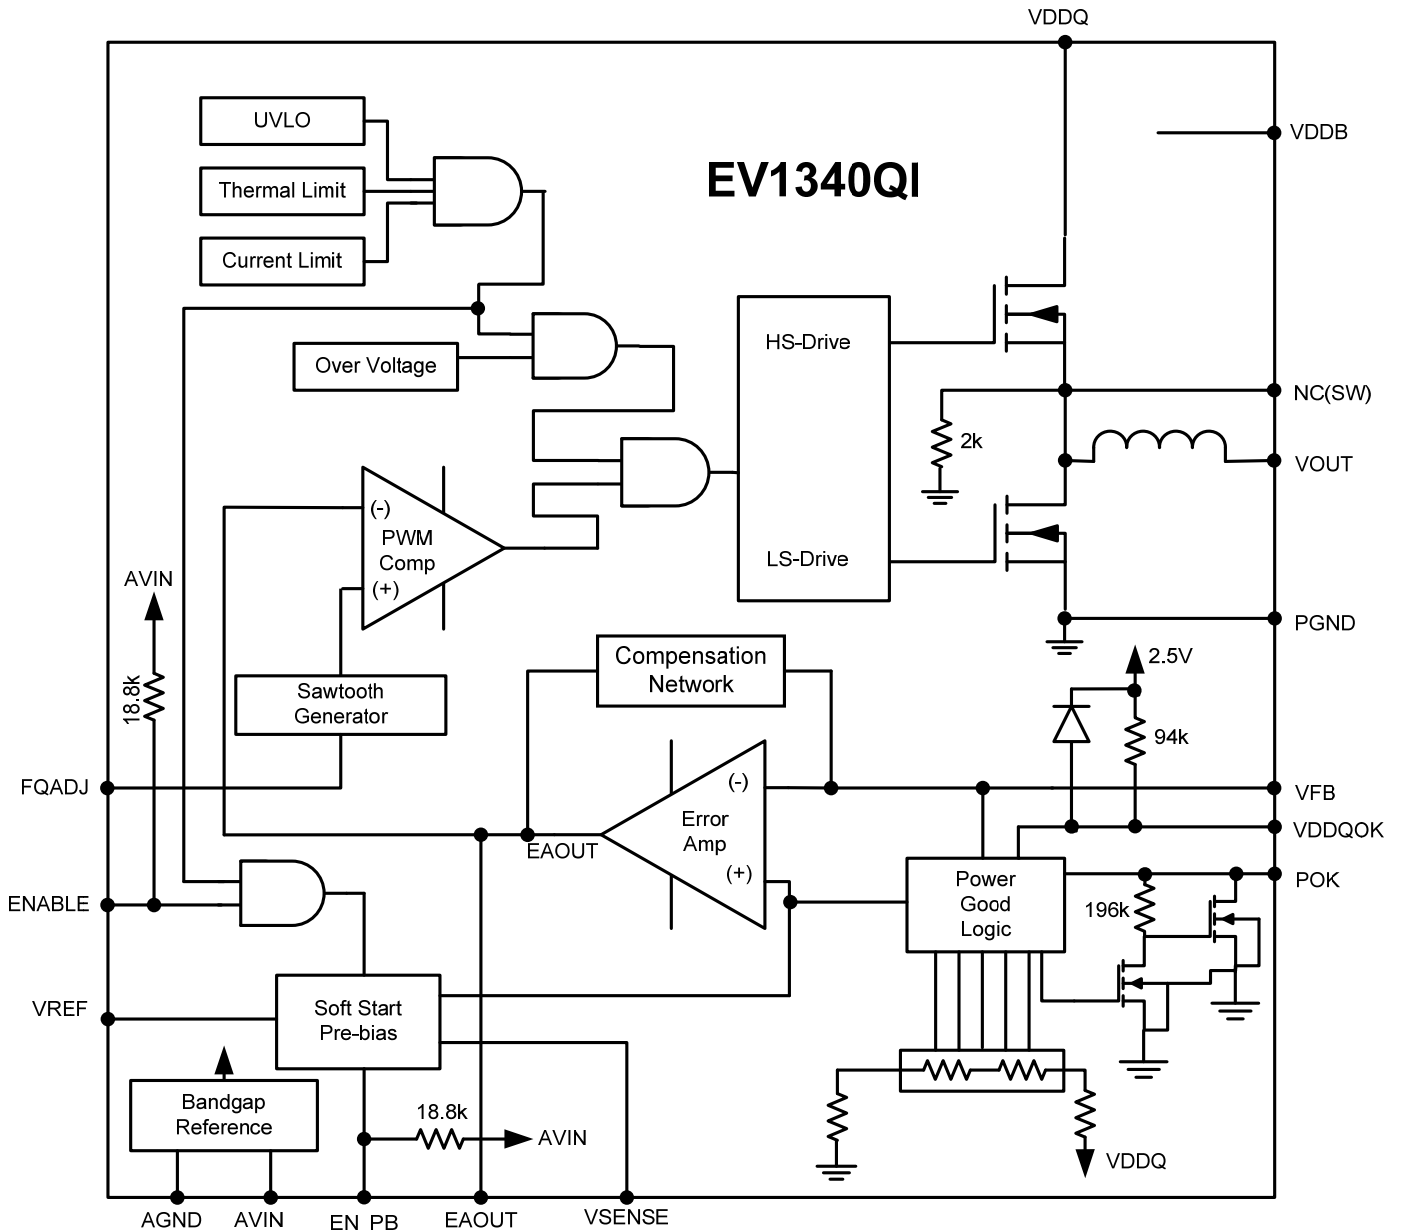 VDDQ
VDDB
UVLO
EV1340QI
Thermal Limit
Current Limit
HS-Drive
Over Voltage
NC(SW)
2k
VOUT
(-)
PWM
Comp
(+)
LS-Drive
AVIN
PGND
2.5V
Compensation
Network
18.8k
Sawtooth
Generator
94k
(-)
FQADJ
VFB
Error
Amp
VDDQOK
EAOUT
(+)
Power
Good
Logic
POK
ENABLE
196k
VREF
Soft Start
Pre-bias
Bandgap
Reference
18.8k
AVIN
VDDQ
AGND
AVIN
EN_PB
EAOUT
VSENSE